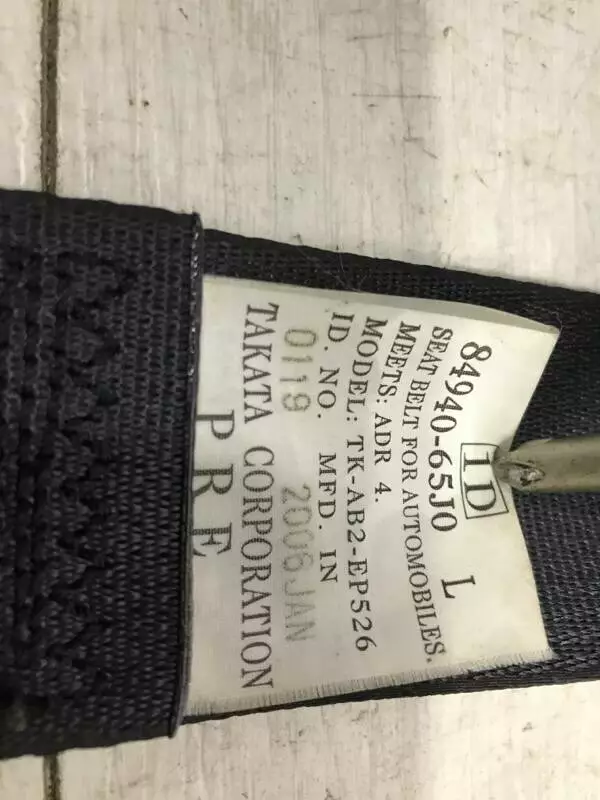 1D
84940-65J0 L
SEAT BELT FOR AUTOMOBILES.
MEETS: ADR 4.
MODEL: TK-AB2-EP526
ID. NO. MFD. IN
0119 2006JAN
TAKATA CORPORATION
PRE